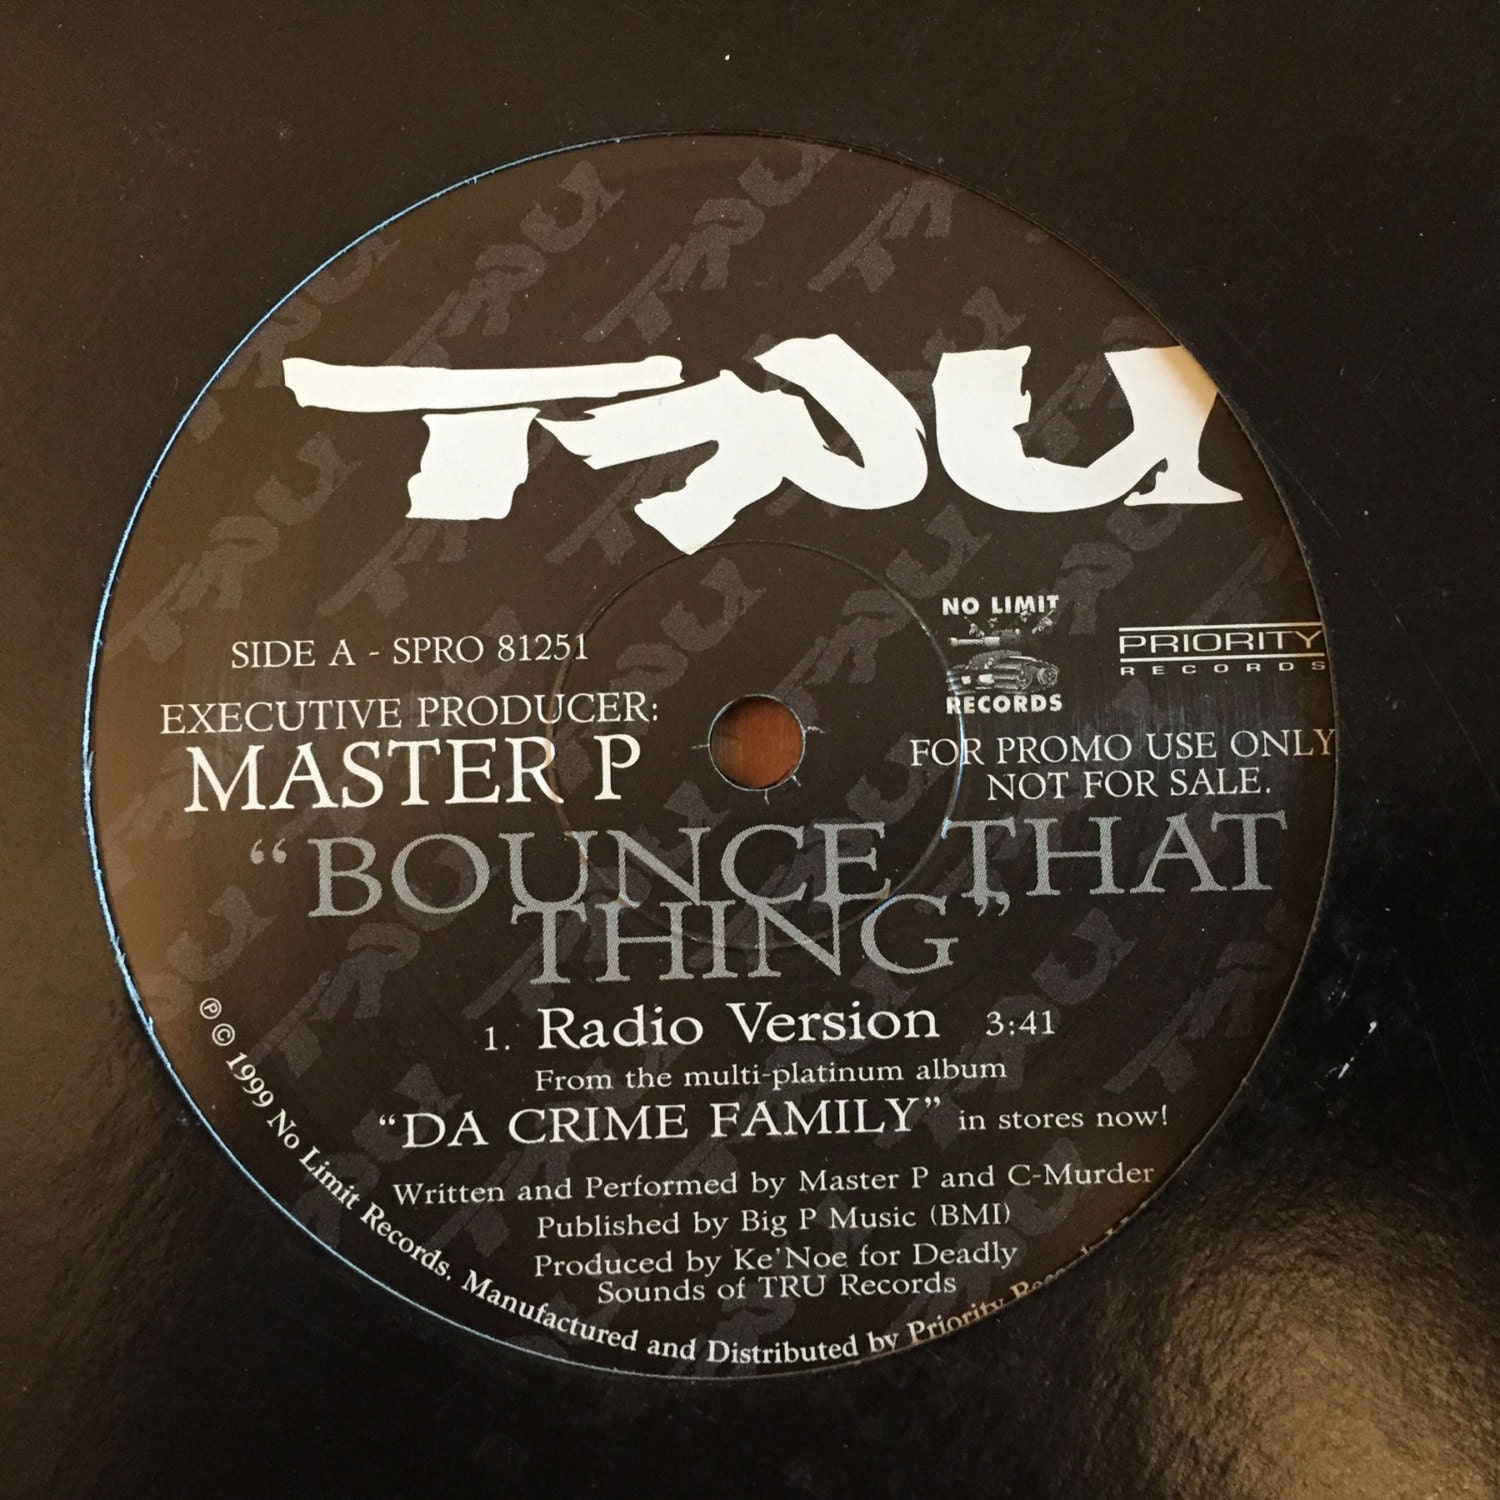 TRU
SIDE A - SPRO 81251
EXECUTIVE PRODUCER:
MASTER P
NO LIMIT
RECORDS
PRIORITY
RECORDS
FOR PROMO USE ONLY
NOT FOR SALE.
“BOUNCE THAT
THING”
1. Radio Version 3:41
From the multi-platinum album
“DA CRIME FAMILY” in stores now!
Written and Performed by Master P and C-Murder
Published by Big P Music (BMI)
Produced by Ke'Noe for Deadly
Sounds of TRU Records
℗ © 1999 No Limit Records. Manufactured and Distributed by Priority